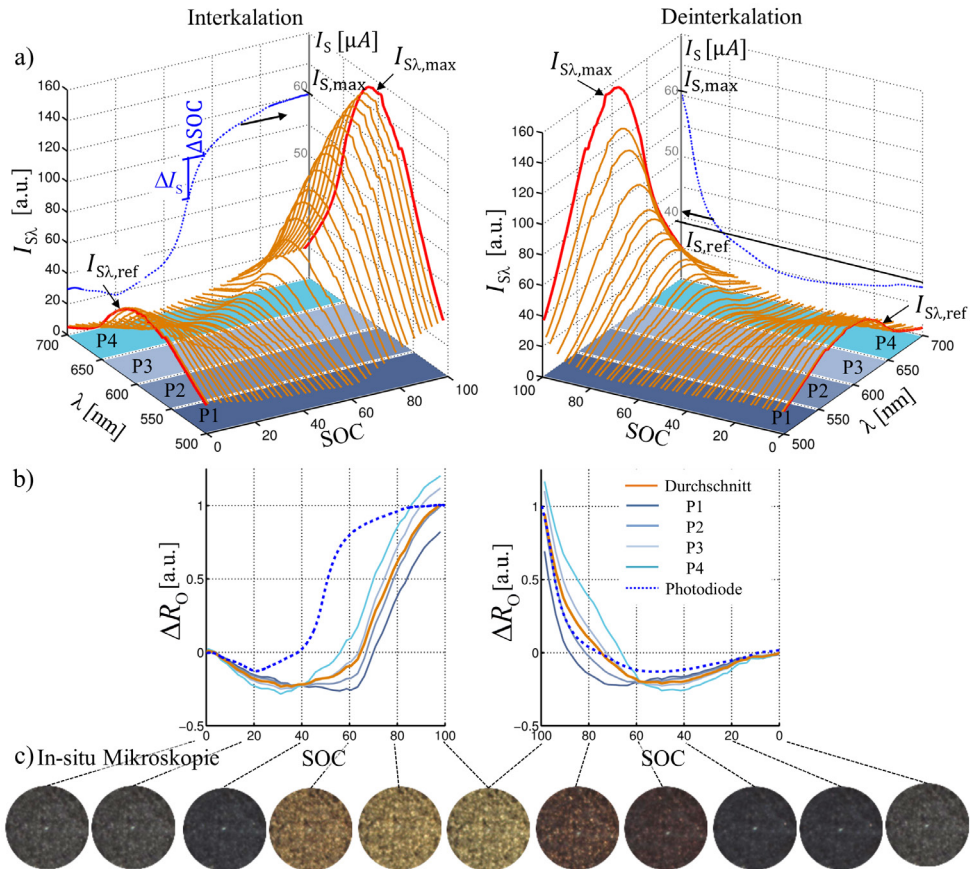 Interkalation
Deinterkalation
a)
I_S [μA]
I_S,max
I_Sλ,max
60
50
160
140
120
100
80
60
40
20
0
I_Sλ [a.u.]
ΔSOC
ΔI_S
I_Sλ,ref
P4
P3
P2
P1
700
650
600
550
500
λ [nm]
0
20
40
60
80
100
SOC
I_S [μA]
I_Sλ,max
I_S,max
60
50
40
I_S,ref
160
140
120
100
80
60
40
20
0
I_Sλ [a.u.]
I_Sλ,ref
P4
P3
P2
P1
100
80
60
40
20
0
SOC
500
550
600
650
700
λ [nm]
b)
ΔR_O [a.u.]
1
0.5
0
−0.5
0
20
40
60
80
100
SOC
ΔR_O [a.u.]
1
0.5
0
−0.5
100
80
60
40
20
0
SOC
Durchschnitt
P1
P2
P3
P4
Photodiode
c) In-situ Mikroskopie